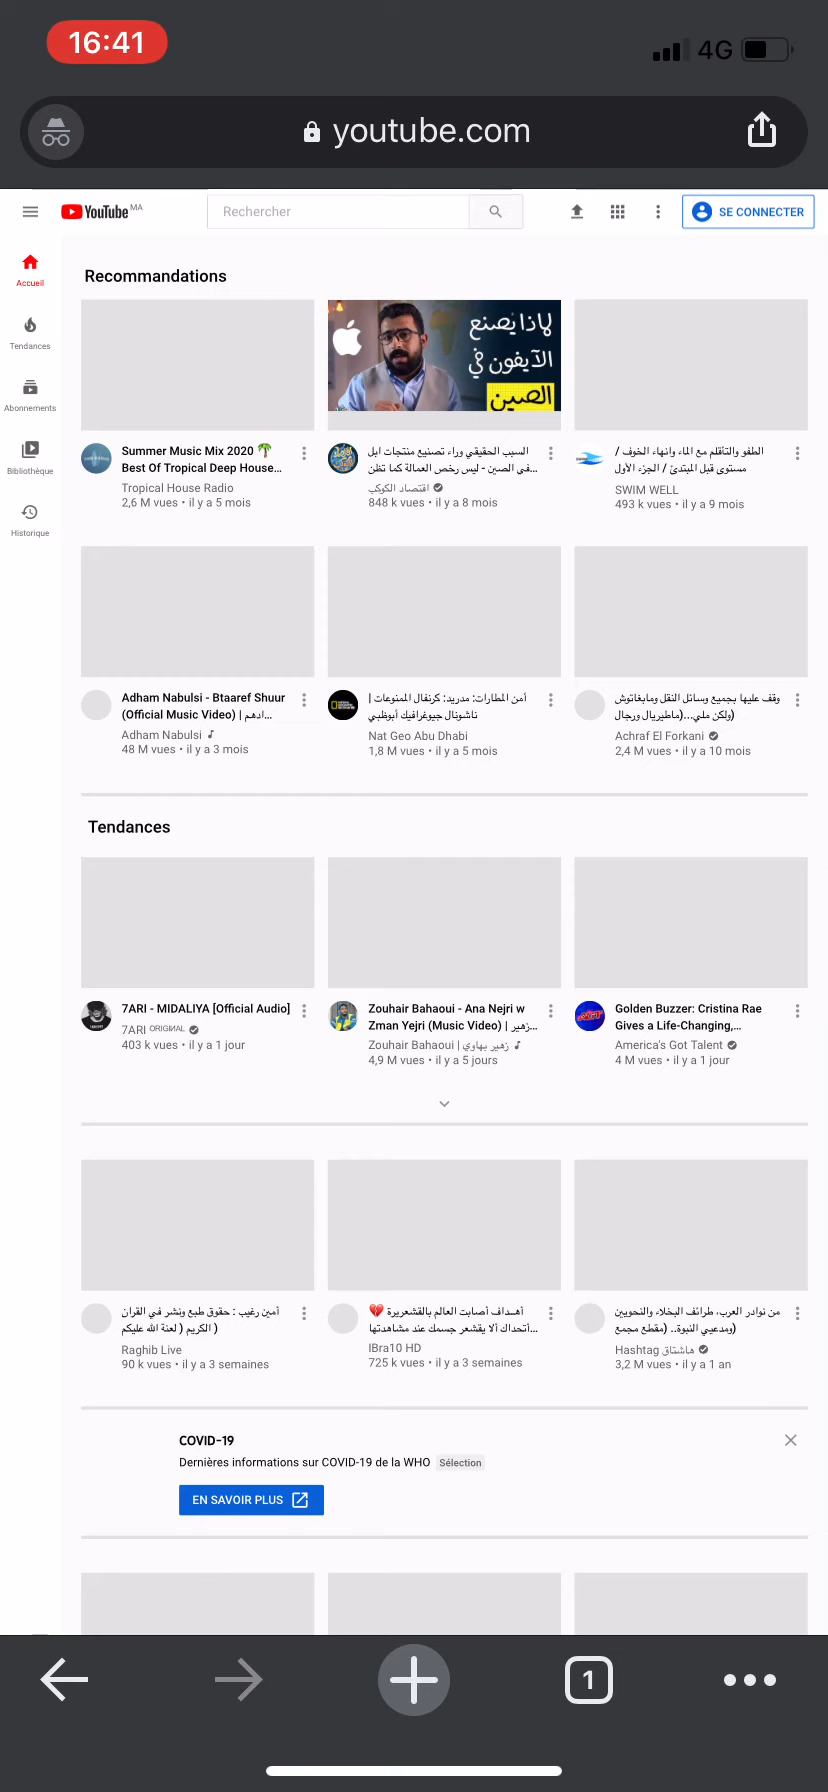 16:41
4G
youtube.com
YouTube MA
Rechercher
SE CONNECTER
Accueil
Tendances
Abonnements
Bibliothèque
Historique
Recommandations
لماذا يصنع
الآيفون في
الصين
Summer Music Mix 2020 🌴
Best Of Tropical Deep House...
Tropical House Radio
2,6 M vues • il y a 5 mois
السبب الحقيقي وراء تصنيع منتجات ابل
في الصين - ليس رخص العمالة كما تظن...
اقتصاد الكوكب
848 k vues • il y a 8 mois
الطفو والتأقلم مع الماء وانهاء الخوف /
مستوى قبل المبتدئ / الجزء الأول
SWIM WELL
493 k vues • il y a 9 mois
Adham Nabulsi - Btaaref Shuur
(Official Music Video) | ادهم...
Adham Nabulsi
48 M vues • il y a 3 mois
أمن المطارات: مدريد: كرنفال الممنوعات |
ناشونال جيوغرافيك أبوظبي
Nat Geo Abu Dhabi
1,8 M vues • il y a 5 mois
وقف عليها بجميع وسائل النقل ومابغاتوش
(ولكن ملي...(ماطيريال ورجال
Achraf El Forkani
2,4 M vues • il y a 10 mois
Tendances
7ARI - MIDALIYA [Official Audio]
7ARI ORIGINAL
403 k vues • il y a 1 jour
Zouhair Bahaoui - Ana Nejri w
Zman Yejri (Music Video) | زهير...
Zouhair Bahaoui | زهير بهاوي
4,9 M vues • il y a 5 jours
AGT
Golden Buzzer: Cristina Rae
Gives a Life-Changing,...
America's Got Talent
4 M vues • il y a 1 jour
أمين رغيب : حقوق طبع ونشر في القران
الكريم ( لعنة الله عليكم )
Raghib Live
90 k vues • il y a 3 semaines
أهداف أصابت العالم بالقشعريرة 💔
أتحداك ألا يقشعر جسمك عند مشاهدتها...
IBra10 HD
725 k vues • il y a 3 semaines
من نوادر العرب، طرائف البخلاء والنحويين
ومدعيي النبوة.. (مقطع مجمع)
Hashtag هاشتاق
3,2 M vues • il y a 1 an
COVID-19
Dernières informations sur COVID-19 de la WHO Sélection
EN SAVOIR PLUS
1